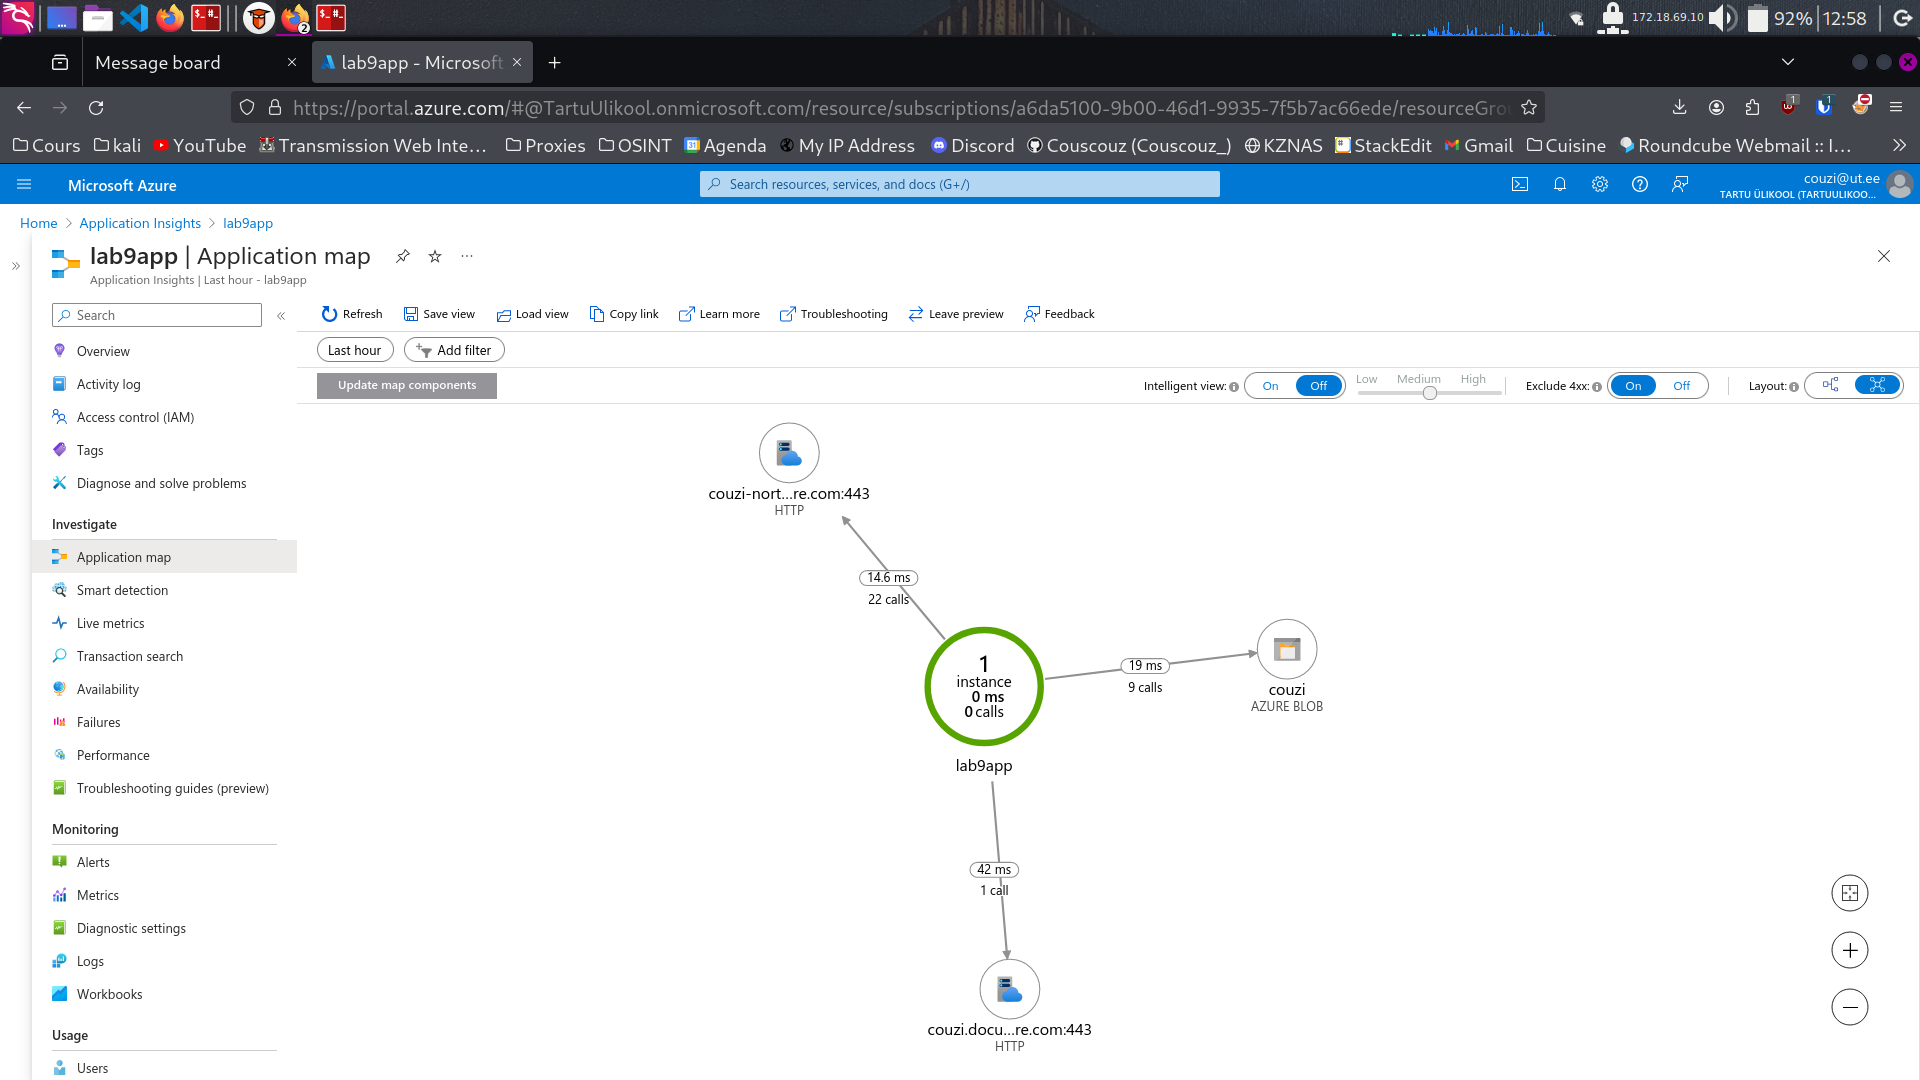 172.18.69.10
92%
12:58
2
Message board
lab9app - Microsoft
https://portal.azure.com/#@TartuUlikool.onmicrosoft.com/resource/subscriptions/a6da5100-9b00-46d1-9935-7f5b7ac66ede/resourceGrou
1
1
Cours
kali
YouTube
Transmission Web Inte...
Proxies
OSINT
Agenda
My IP Address
Discord
Couscouz (Couscouz_)
KZNAS
StackEdit
Gmail
Cuisine
Roundcube Webmail :: I...
Microsoft Azure
Search resources, services, and docs (G+/)
couzi@ut.ee
TARTU ÜLIKOOL (TARTUULIKOO...
Home > Application Insights > lab9app
lab9app | Application map
Application Insights | Last hour - lab9app
Search
Overview
Activity log
Access control (IAM)
Tags
Diagnose and solve problems
Investigate
Application map
Smart detection
Live metrics
Transaction search
Availability
Failures
Performance
Troubleshooting guides (preview)
Monitoring
Alerts
Metrics
Diagnostic settings
Logs
Workbooks
Usage
Users
Refresh
Save view
Load view
Copy link
Learn more
Troubleshooting
Leave preview
Feedback
Last hour
Add filter
Update map components
Intelligent view:
On
Off
Low
Medium
High
Exclude 4xx:
On
Off
Layout:
couzi-nort...re.com:443
HTTP
14.6 ms
22 calls
1
instance
0 ms
0 calls
lab9app
19 ms
9 calls
couzi
AZURE BLOB
42 ms
1 call
couzi.docu...re.com:443
HTTP